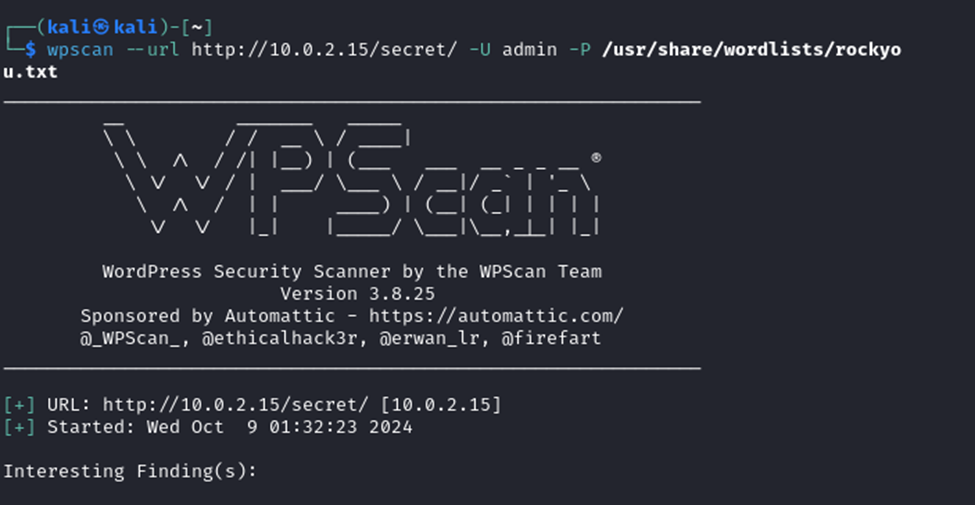 ┌──(kali㉿kali)-[~]
└─$ wpscan --url http://10.0.2.15/secret/ -U admin -P /usr/share/wordlists/rockyo
u.txt
WPScan ®
WordPress Security Scanner by the WPScan Team
Version 3.8.25
Sponsored by Automattic - https://automattic.com/
@_WPScan_, @ethicalhack3r, @erwan_lr, @firefart
[+] URL: http://10.0.2.15/secret/ [10.0.2.15]
[+] Started: Wed Oct  9 01:32:23 2024
Interesting Finding(s):